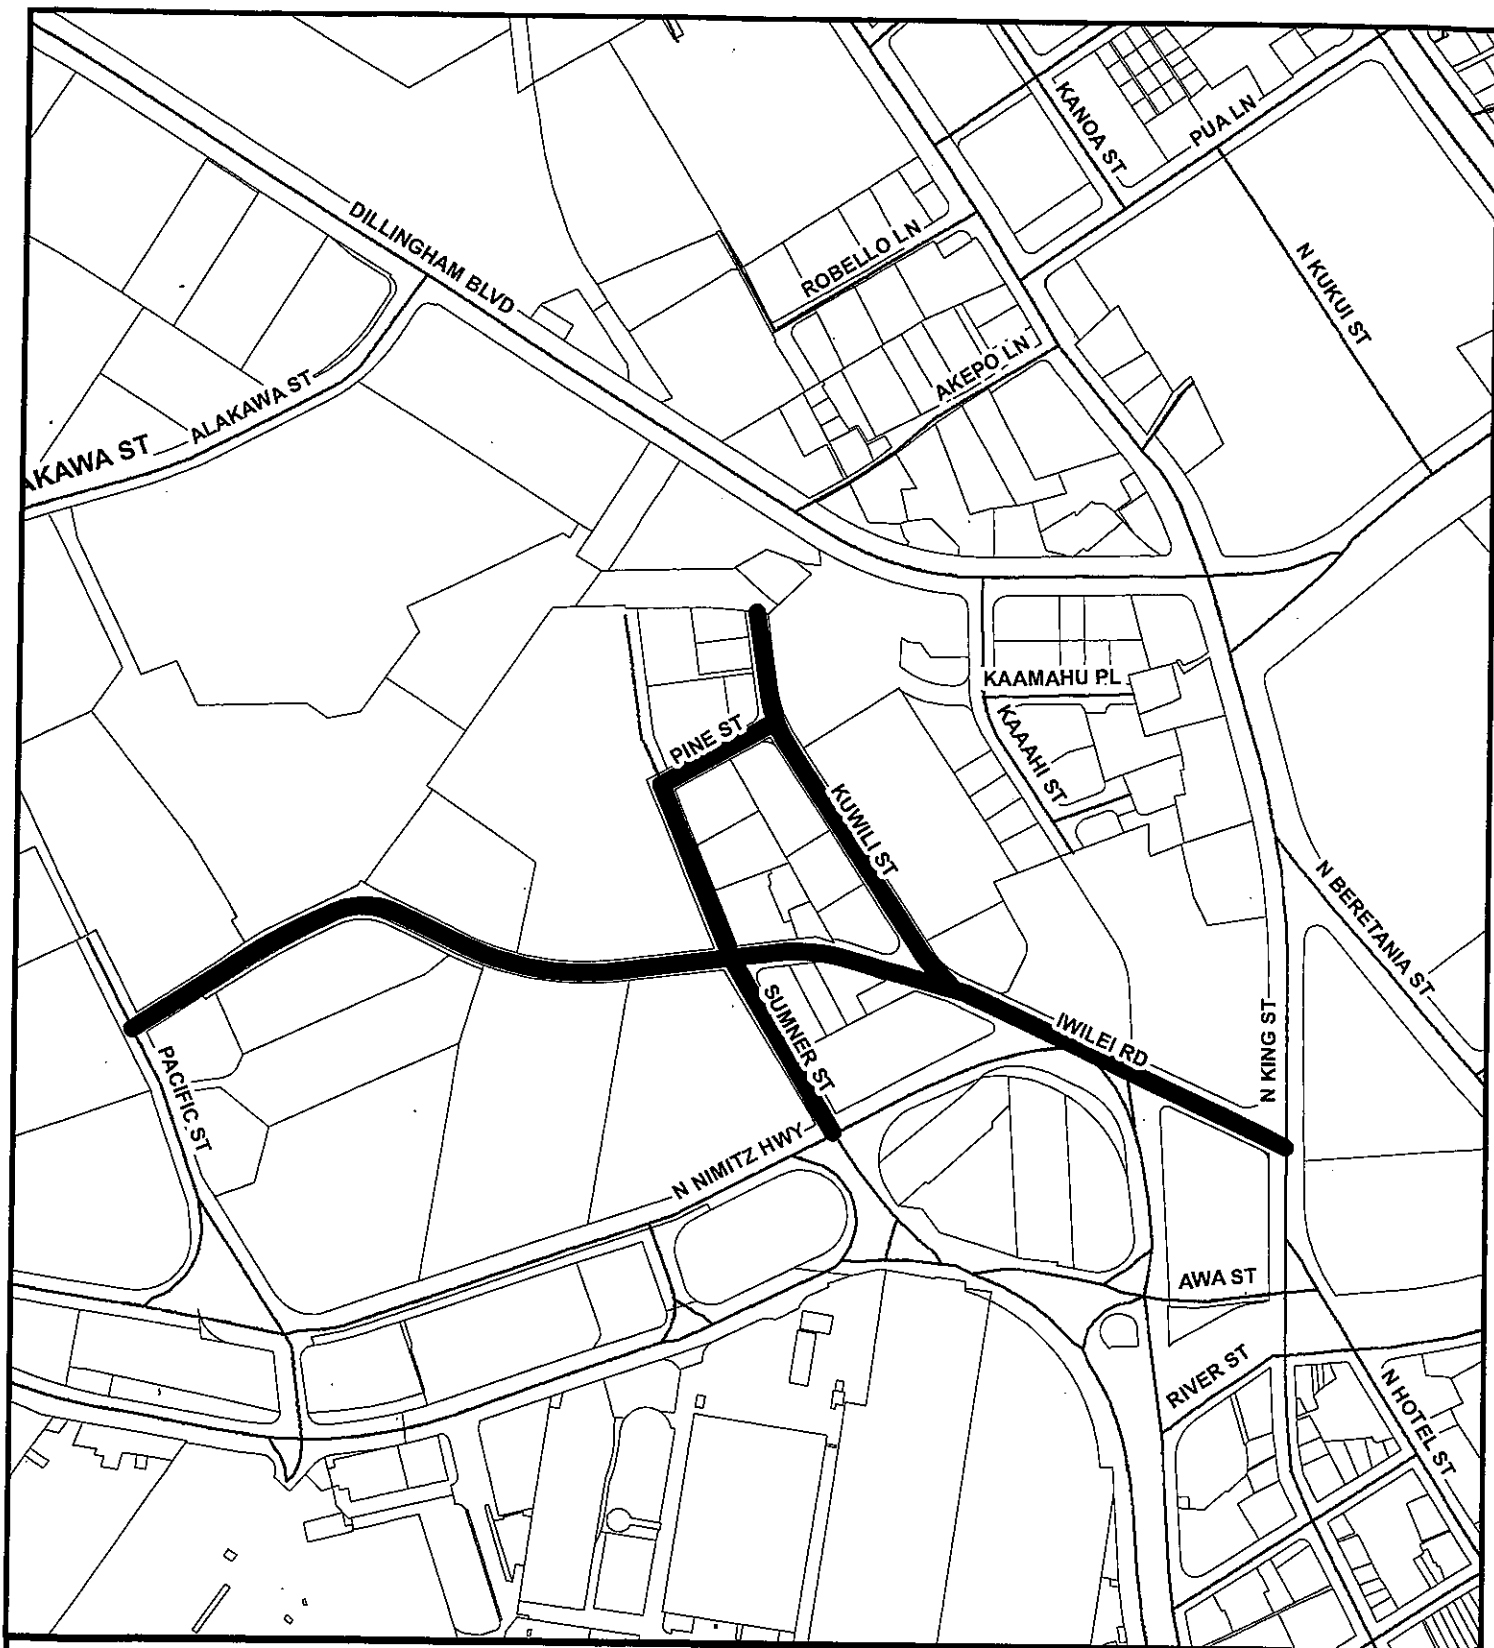 KANOA ST
PUA LN
DILLINGHAM BLVD
ROBELLO LN
N KUKUI ST
AKEPO LN
ALAKAWA ST
AKAWA ST
KAAMAHU PL
PINE ST
KAAAHI ST
KUWILI ST
N BERETANIA ST
SUMNER ST
IWILEI RD
N KING ST
PACIFIC ST
N NIMITZ HWY
AWA ST
RIVER ST
N HOTEL ST